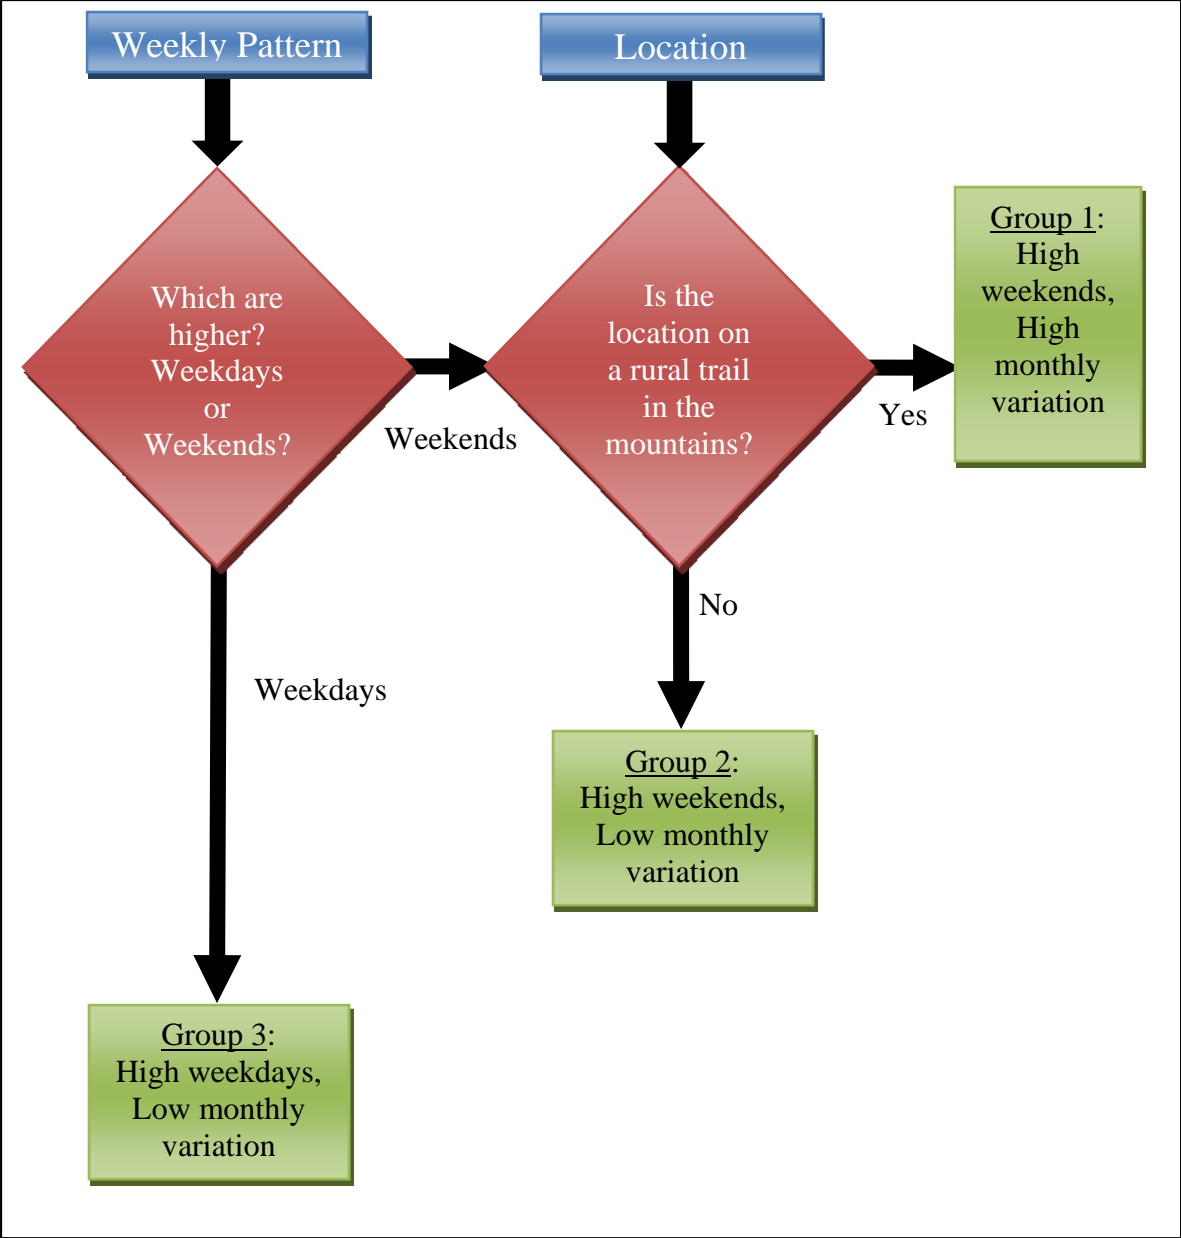 Weekly Pattern
Location
Which are
higher?
Weekdays
or
Weekends?
Weekends
Is the
location on
a rural trail
in the
mountains?
Yes
Group 1:
High
weekends,
High
monthly
variation
No
Weekdays
Group 2:
High weekends,
Low monthly
variation
Group 3:
High weekdays,
Low monthly
variation